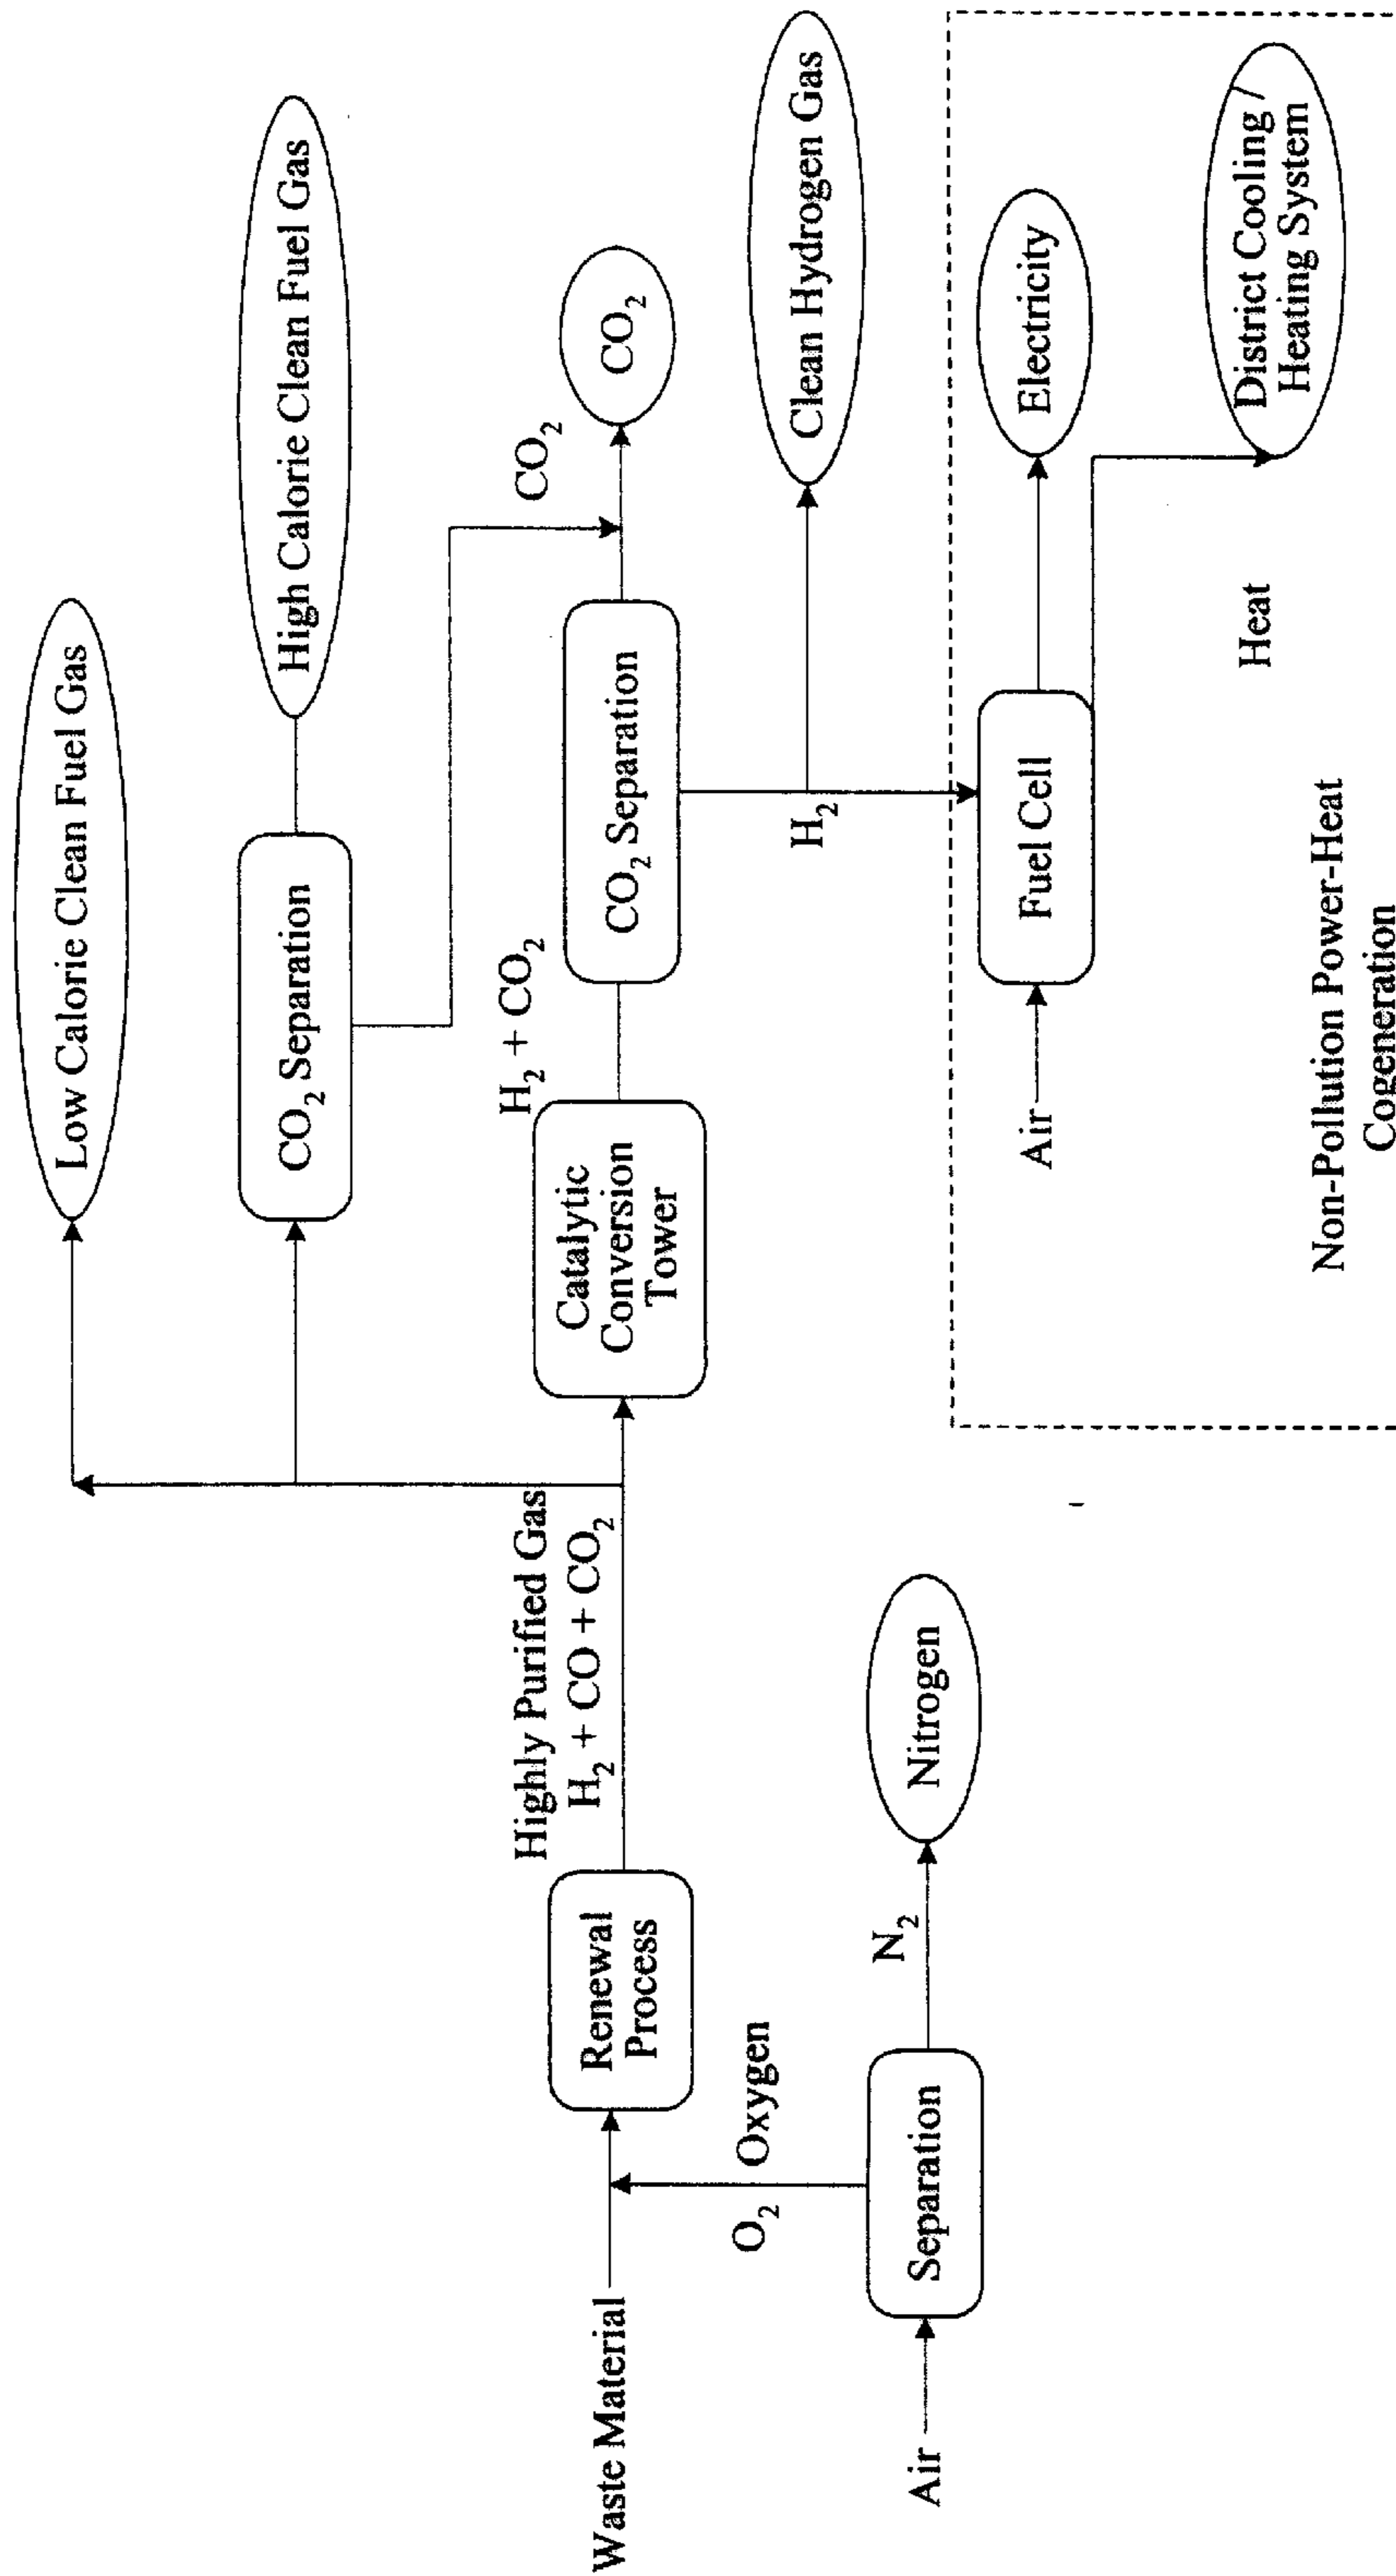 Low Calorie Clean Fuel Gas
CO₂ Separation
High Calorie Clean Fuel Gas
Highly Purified Gas
H₂ + CO + CO₂
H₂ + CO₂
CO₂
Waste Material
Renewal
Process
Catalytic
Conversion
Tower
CO₂ Separation
CO₂
O₂
Oxygen
H₂
Clean Hydrogen Gas
Air
Separation
N₂
Nitrogen
Air
Fuel Cell
Electricity
Heat
District Cooling /
Heating System
Non-Pollution Power-Heat
Cogeneration